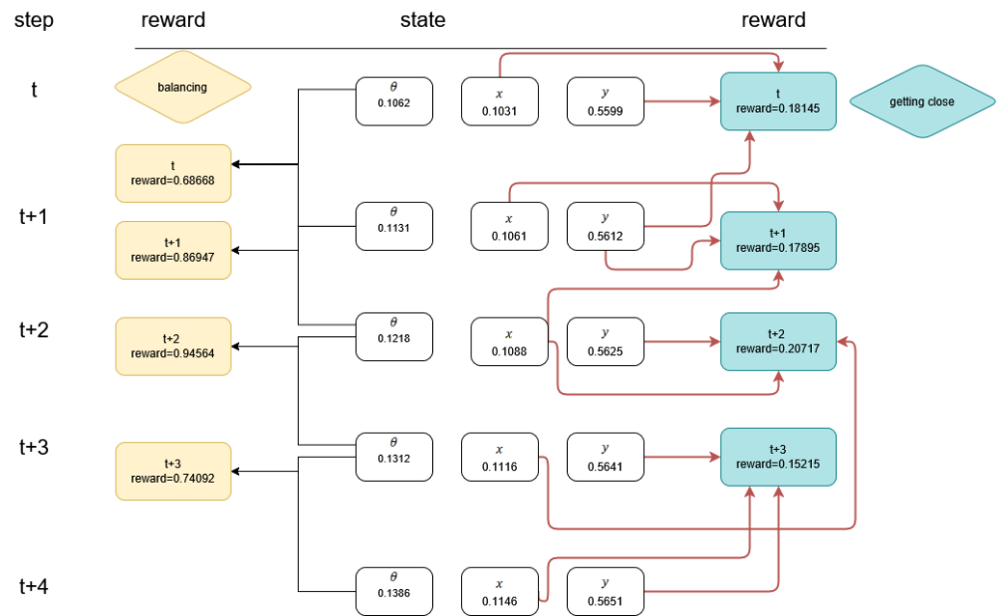 step reward state reward
t
balancing
θ
0.1062
x
0.1031
y
0.5599
t
reward=0.18145
getting close
t
reward=0.68668
t+1
θ
0.1131
x
0.1061
y
0.5612
t+1
reward=0.17895
t+1
reward=0.86947
t+2
t+2
reward=0.94564
θ
0.1218
x
0.1088
y
0.5625
t+2
reward=0.20717
t+3
t+3
reward=0.74092
θ
0.1312
x
0.1116
y
0.5641
t+3
reward=0.15215
t+4
θ
0.1386
x
0.1146
y
0.5651